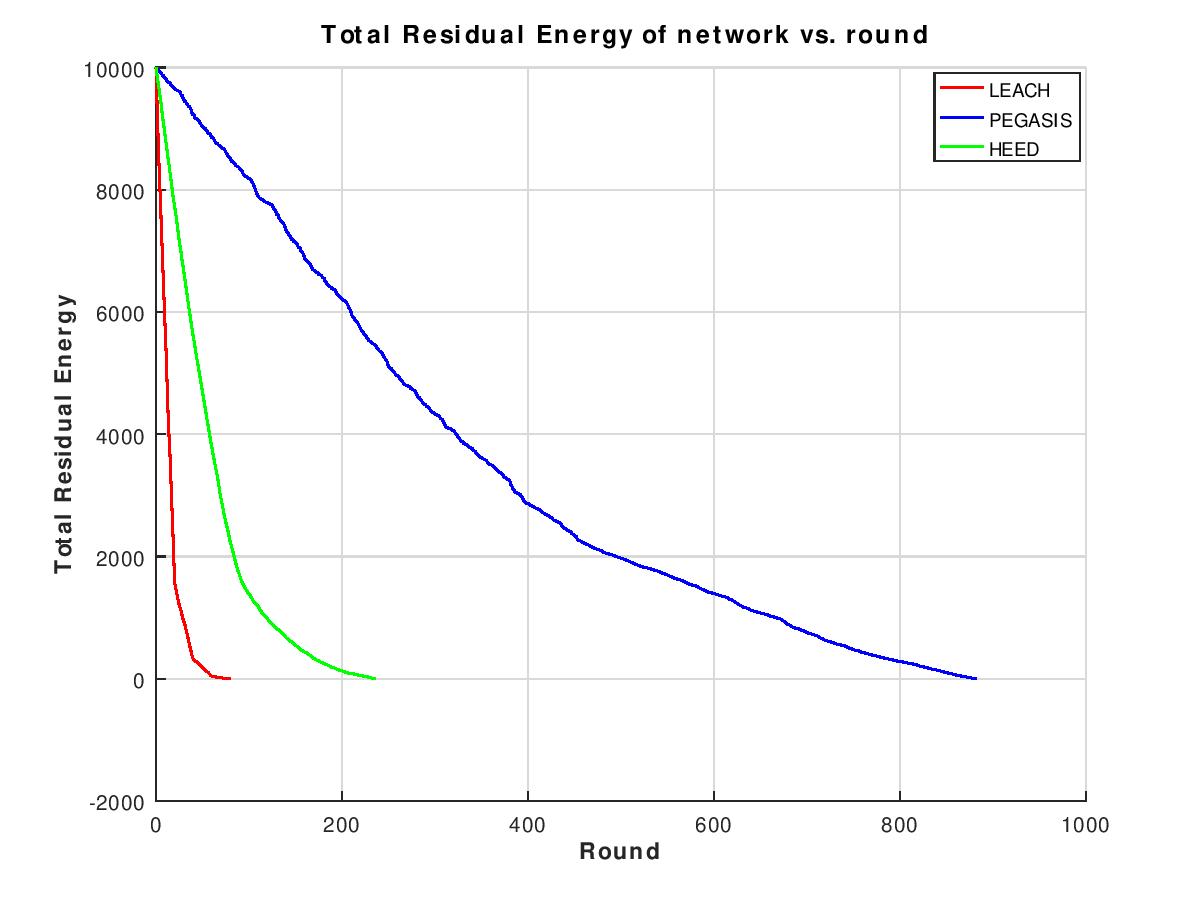 Total Residual Energy of network vs. round
LEACH
PEGASIS
HEED
10000
8000
6000
4000
2000
0
-2000
Total Residual Energy
0 200 400 600 800 1000
Round